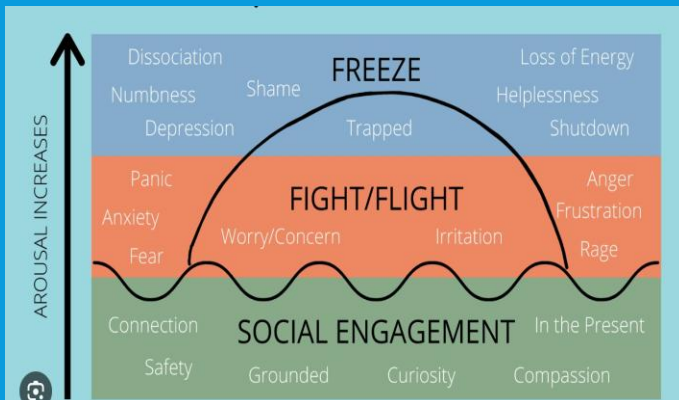 AROUSAL INCREASES
Dissociation
FREEZE
Loss of Energy
Numbness
Shame
Helplessness
Depression
Trapped
Shutdown
Panic
Anger
FIGHT/FLIGHT
Anxiety
Frustration
Worry/Concern
Irritation
Fear
Rage
Connection
SOCIAL ENGAGEMENT
In the Present
Safety
Grounded
Curiosity
Compassion